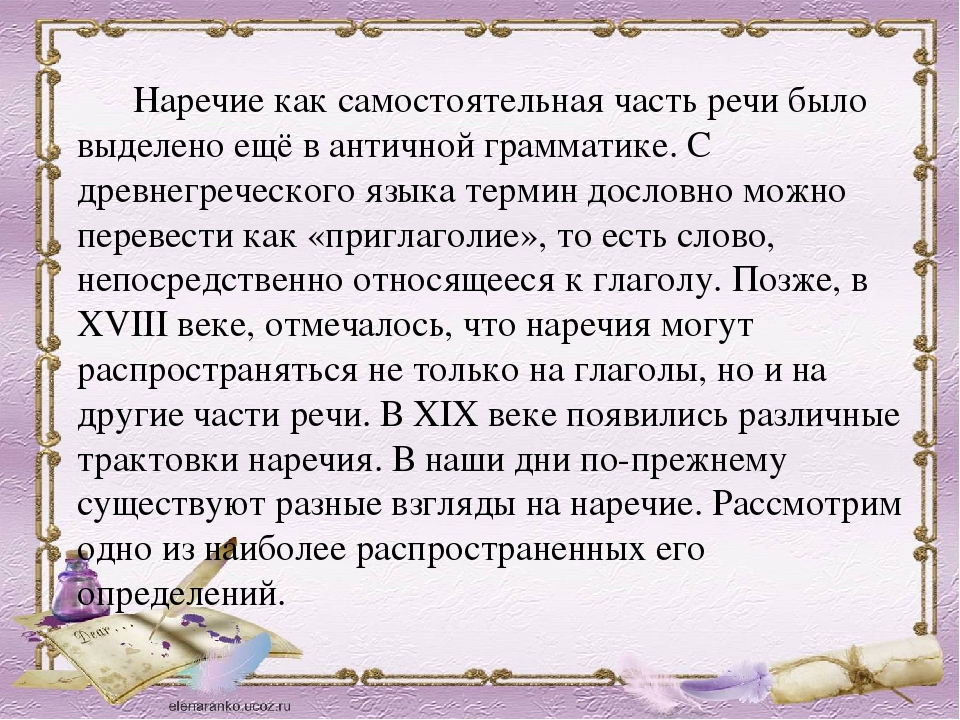 Наречие как самостоятельная часть речи было
выделено ещё в античной грамматике. С
древнегреческого языка термин дословно можно
перевести как «приглаголие», то есть слово,
непосредственно относящееся к глаголу. Позже, в
XVIII веке, отмечалось, что наречия могут
распространяться не только на глаголы, но и на
другие части речи. В XIX веке появились различные
трактовки наречия. В наши дни по-прежнему
существуют разные взгляды на наречие. Рассмотрим
одно из наиболее распространенных его
определений.
Dear...
elenaranko.ucoz.ru